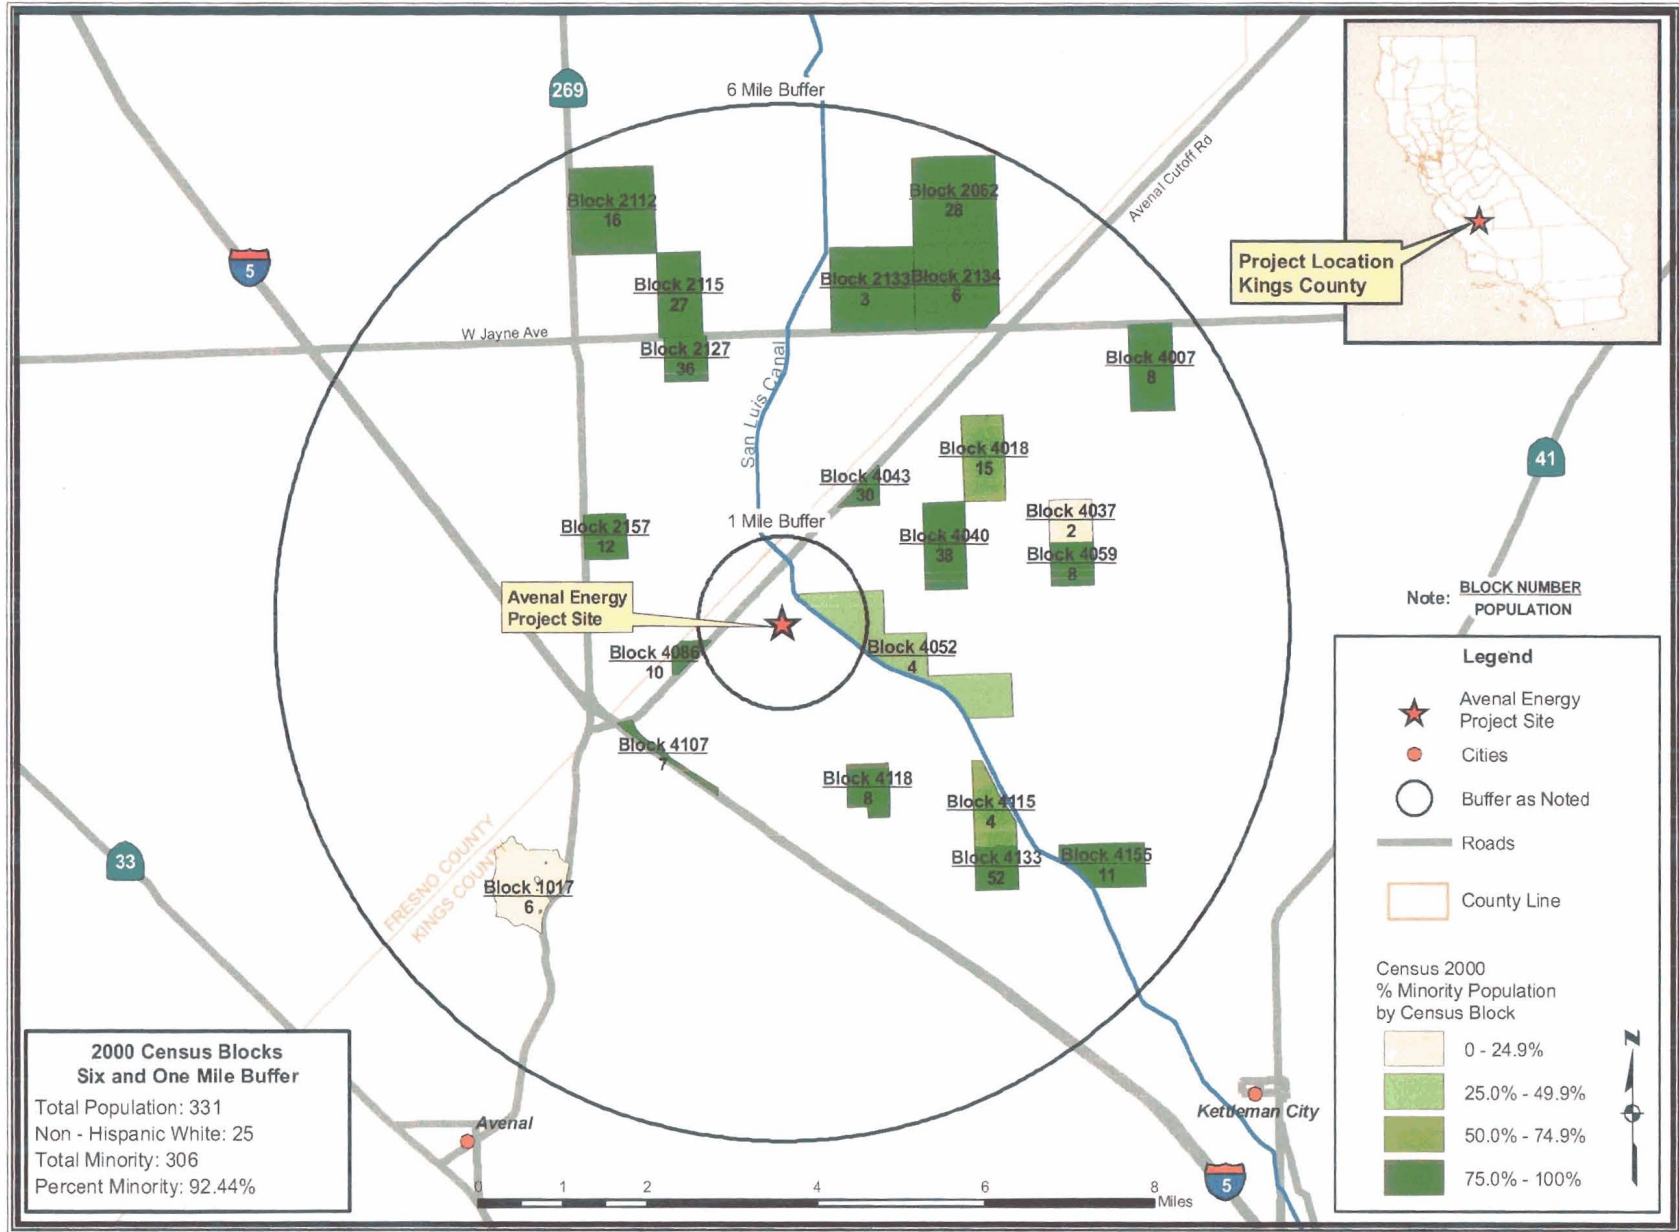 269
6 Mile Buffer
Avenal Cutoff Rd
Block 2112
16
Block 2062
28
5
Project Location
Kings County
Block 2115
27
Block 2133
3
Block 2134
6
W Jayne Ave
Block 2127
36
San Luis Canal
Block 4007
8
Block 4018
15
41
Block 4043
30
1 Mile Buffer
Block 4037
2
Block 2157
12
Block 4040
38
Block 4059
8
Avenal Energy
Project Site
Note: BLOCK NUMBER
POPULATION
Block 4086
10
Block 4052
4
Block 4107
7
Block 4118
8
Block 4115
4
Block 4133
52
Block 4155
11
33
FRESNO COUNTY
KINGS COUNTY
Block 1017
6
Legend
Avenal Energy
Project Site
Cities
Buffer as Noted
Roads
County Line
Census 2000
% Minority Population
by Census Block
0 - 24.9%
25.0% - 49.9%
50.0% - 74.9%
75.0% - 100%
N
2000 Census Blocks
Six and One Mile Buffer
Total Population: 331
Non - Hispanic White: 25
Total Minority: 306
Percent Minority: 92.44%
Avenal
Kettleman City
5
0 1 2 4 6 8
Miles